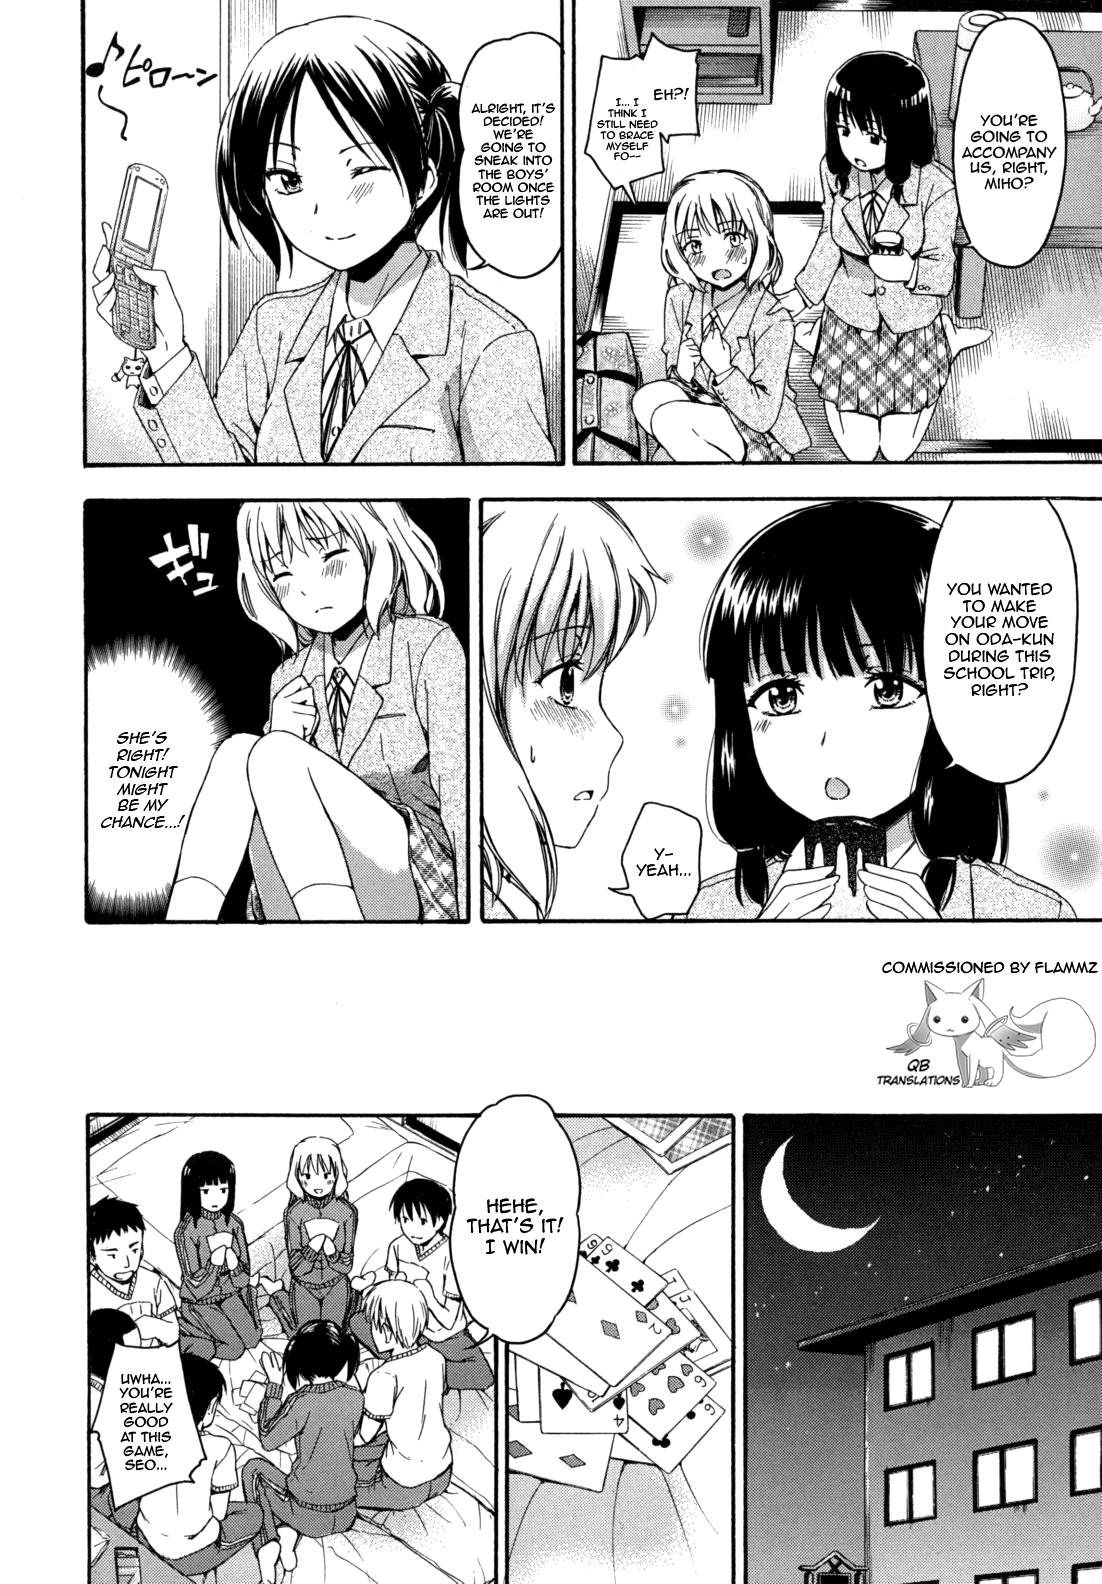 YOU'RE
GOING TO
ACCOMPANY
US, RIGHT,
MIHO?
EH?!
I... I
THINK I
STILL NEED
TO BRACE
MYSELF
FO--
ALRIGHT, IT'S
DECIDED!
WE'RE
GOING TO
SNEAK INTO
THE BOYS'
ROOM ONCE
THE LIGHTS
ARE OUT!
♪ピローン
YOU WANTED
TO MAKE
YOUR MOVE
ON ODA-KUN
DURING THIS
SCHOOL TRIP,
RIGHT?
Y-
YEAH...
ギュ
SHE'S
RIGHT!
TONIGHT
MIGHT
BE MY
CHANCE...!
COMMISSIONED BY FLAMMZ
QB
TRANSLATIONS
HEHE,
THAT'S IT!
I WIN!
UWHA...
YOU'RE
REALLY
GOOD
AT THIS
GAME,
SEO...